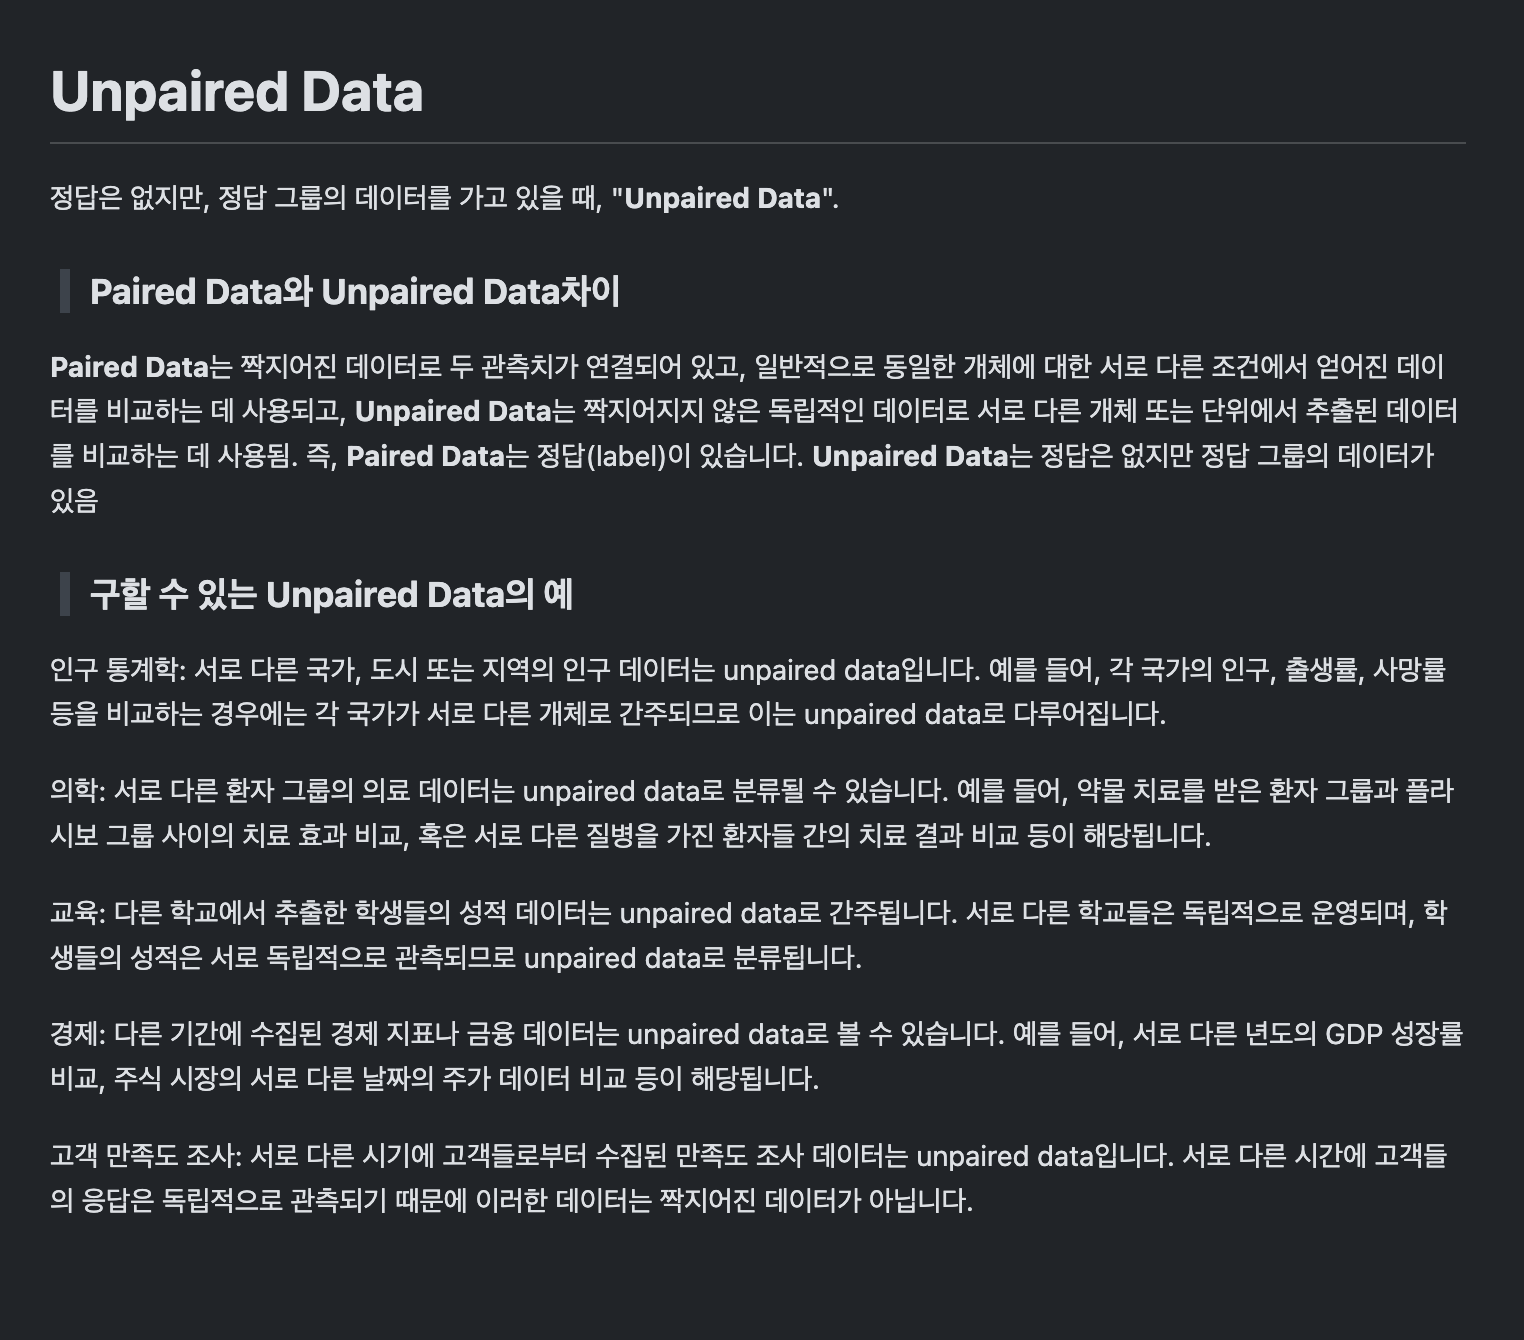 Unpaired Data
정답은 없지만, 정답 그룹의 데이터를 가고 있을 때, "Unpaired Data".
Paired Data와 Unpaired Data차이
Paired Data는 짝지어진 데이터로 두 관측치가 연결되어 있고, 일반적으로 동일한 개체에 대한 서로 다른 조건에서 얻어진 데이
터를 비교하는 데 사용되고, Unpaired Data는 짝지어지지 않은 독립적인 데이터로 서로 다른 개체 또는 단위에서 추출된 데이터
를 비교하는 데 사용됨. 즉, Paired Data는 정답(label)이 있습니다. Unpaired Data는 정답은 없지만 정답 그룹의 데이터가
있음
구할 수 있는 Unpaired Data의 예
인구 통계학: 서로 다른 국가, 도시 또는 지역의 인구 데이터는 unpaired data입니다. 예를 들어, 각 국가의 인구, 출생률, 사망률
등을 비교하는 경우에는 각 국가가 서로 다른 개체로 간주되므로 이는 unpaired data로 다루어집니다.
의학: 서로 다른 환자 그룹의 의료 데이터는 unpaired data로 분류될 수 있습니다. 예를 들어, 약물 치료를 받은 환자 그룹과 플라
시보 그룹 사이의 치료 효과 비교, 혹은 서로 다른 질병을 가진 환자들 간의 치료 결과 비교 등이 해당됩니다.
교육: 다른 학교에서 추출한 학생들의 성적 데이터는 unpaired data로 간주됩니다. 서로 다른 학교들은 독립적으로 운영되며, 학
생들의 성적은 서로 독립적으로 관측되므로 unpaired data로 분류됩니다.
경제: 다른 기간에 수집된 경제 지표나 금융 데이터는 unpaired data로 볼 수 있습니다. 예를 들어, 서로 다른 년도의 GDP 성장률
비교, 주식 시장의 서로 다른 날짜의 주가 데이터 비교 등이 해당됩니다.
고객 만족도 조사: 서로 다른 시기에 고객들로부터 수집된 만족도 조사 데이터는 unpaired data입니다. 서로 다른 시간에 고객들
의 응답은 독립적으로 관측되기 때문에 이러한 데이터는 짝지어진 데이터가 아닙니다.